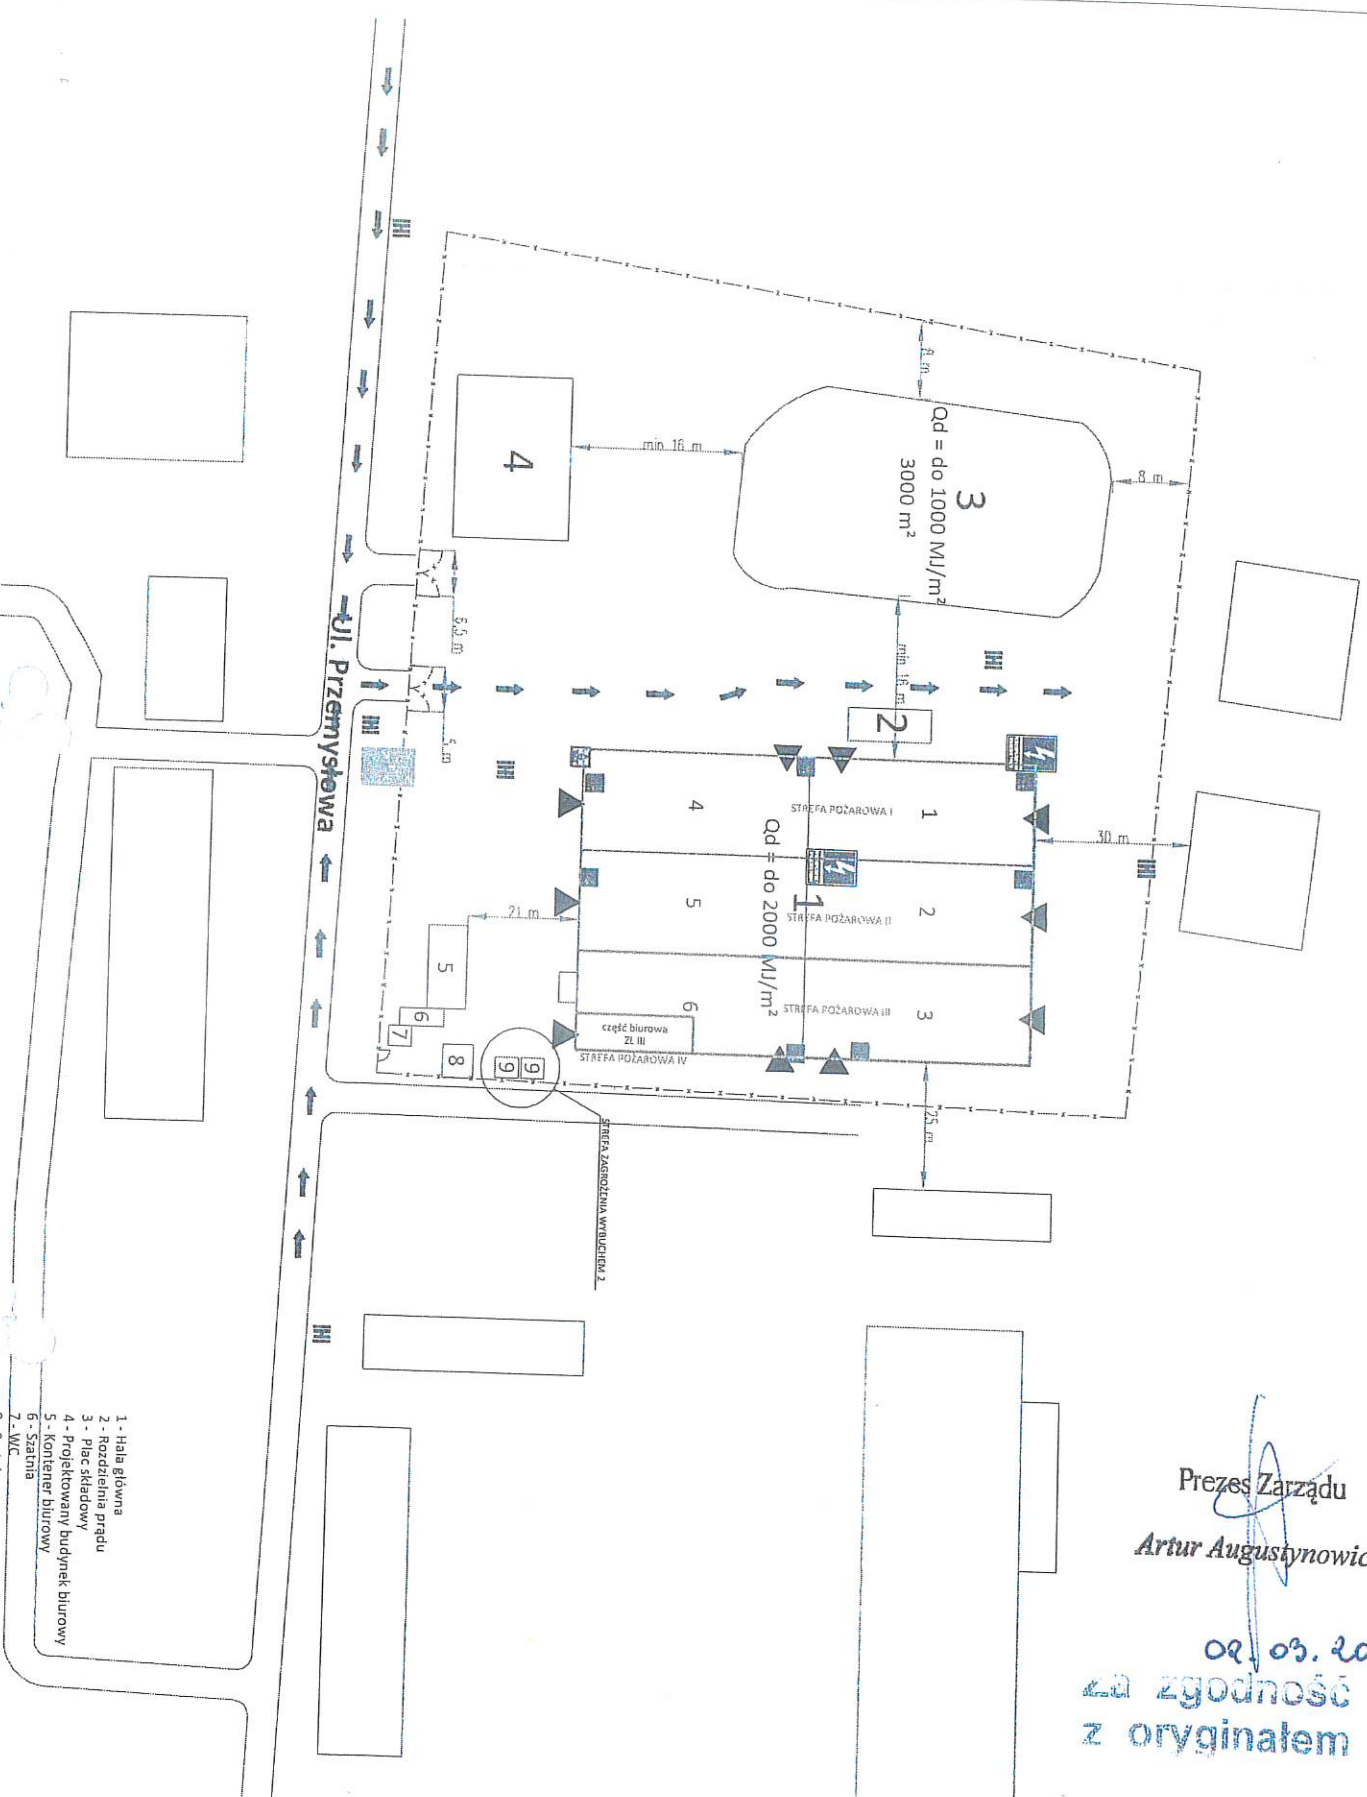 3
Qd = do 1000 MJ/m²
3000 m²
8 m
8 m
min 16 m
min 16 m
30 m
4
2
6,5 m
5 m
ul. Przemysłowa
1
STREFA POŻAROWA I
4
2
STREFA POŻAROWA II
5
1
Qd = do 2000 MJ/m²
3
STREFA POŻAROWA III
6
część biurowa
ZL III
STREFA POŻAROWA IV
21 m
25 m
5
6
7
8
9
9
STREFA ZAGROŻENIA WYBUCHEM 2
1 - Hala główna
2 - Rozdzielnia prądu
3 - Plac składowy
4 - Projektowany budynek biurowy
5 - Kontener biurowy
6 - Szatnia
7 - WC
Prezes Zarządu
Artur Augustynowic
02.03.20
za zgodność
z oryginałem